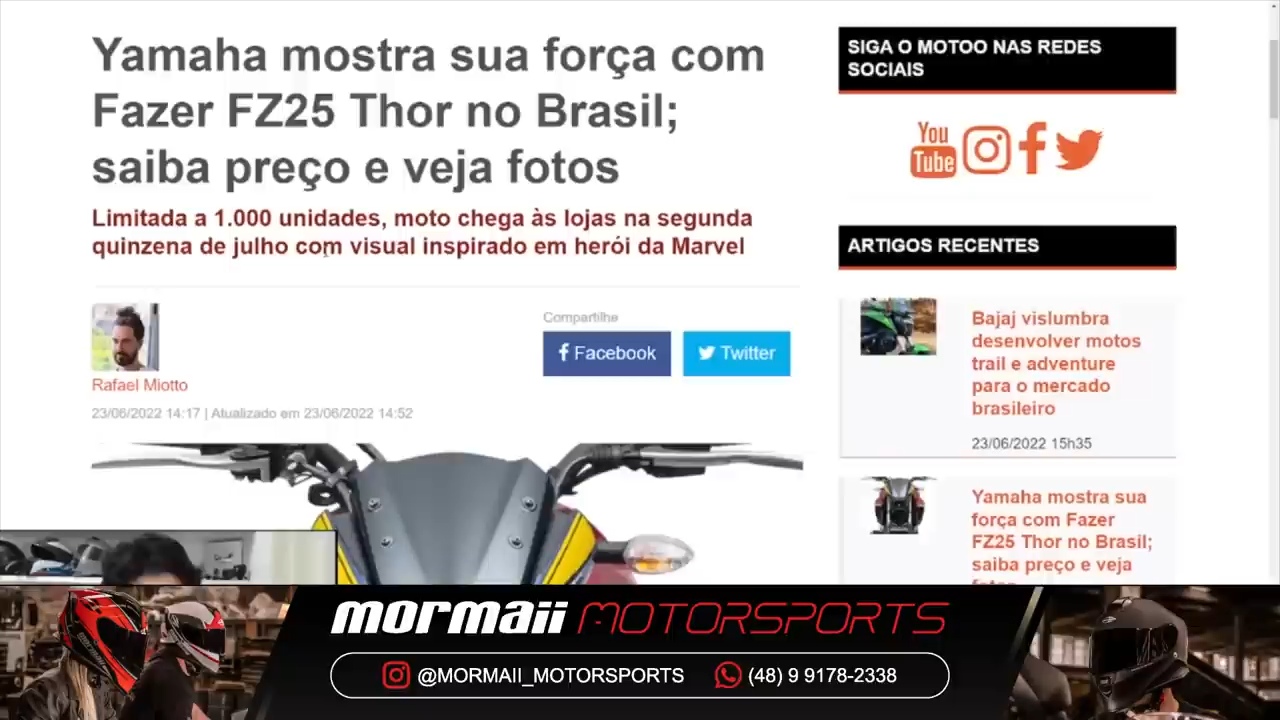 Yamaha mostra sua força com
Fazer FZ25 Thor no Brasil;
saiba preço e veja fotos
Limitada a 1.000 unidades, moto chega às lojas na segunda
quinzena de julho com visual inspirado em herói da Marvel
Rafael Miotto
23/06/2022 14:17 | Atualizado em 23/06/2022 14:52
Compartilhe
Facebook
Twitter
SIGA O MOTOO NAS REDES
SOCIAIS
You
Tube
ARTIGOS RECENTES
Bajaj vislumbra
desenvolver motos
trail e adventure
para o mercado
brasileiro
23/06/2022 15h35
Yamaha mostra sua
força com Fazer
FZ25 Thor no Brasil;
saiba preço e veja
mormaii MOTORSPORTS
@MORMAII_MOTORSPORTS
(48) 9 9178-2338